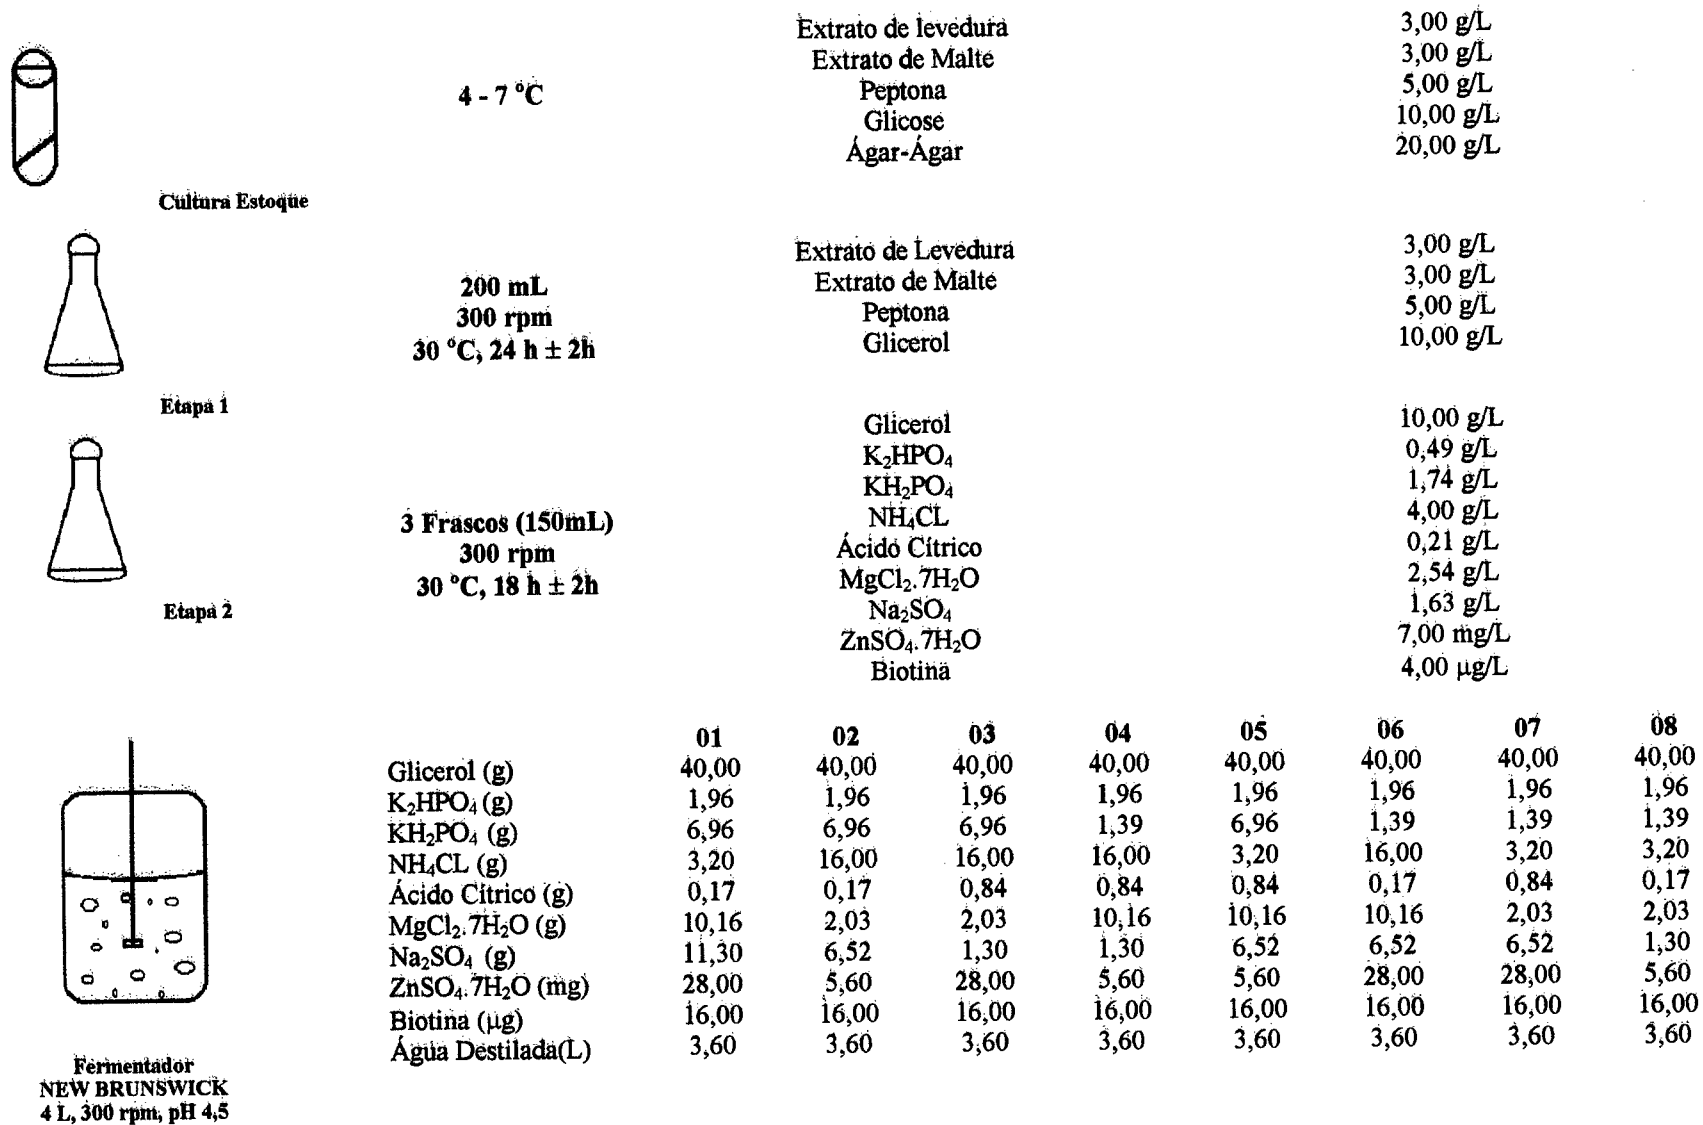 Extrato de levedura 3,00 g/L
Extrato de Malte 3,00 g/L
4 - 7 °C Peptona 5,00 g/L
Glicose 10,00 g/L
Ágar-Ágar 20,00 g/L
Cultura Estoque
Extrato de Levedura 3,00 g/L
200 mL Extrato de Malte 3,00 g/L
300 rpm Peptona 5,00 g/L
30 °C, 24 h ± 2h Glicerol 10,00 g/L
Etapa 1
Glicerol 10,00 g/L
K₂HPO₄ 0,49 g/L
KH₂PO₄ 1,74 g/L
3 Frascos (150mL) NH₄CL 4,00 g/L
300 rpm Ácido Cítrico 0,21 g/L
30 °C, 18 h ± 2h MgCl₂.7H₂O 2,54 g/L
Etapa 2 Na₂SO₄ 1,63 g/L
ZnSO₄.7H₂O 7,00 mg/L
Biotina 4,00 µg/L
01 02 03 04 05 06 07 08
Glicerol (g) 40,00 40,00 40,00 40,00 40,00 40,00 40,00 40,00
K₂HPO₄ (g) 1,96 1,96 1,96 1,96 1,96 1,96 1,96 1,96
KH₂PO₄ (g) 6,96 6,96 6,96 1,39 6,96 1,39 1,39 1,39
NH₄CL (g) 3,20 16,00 16,00 16,00 3,20 16,00 3,20 3,20
Ácido Cítrico (g) 0,17 0,17 0,84 0,84 0,84 0,17 0,84 0,17
MgCl₂.7H₂O (g) 10,16 2,03 2,03 10,16 10,16 10,16 2,03 2,03
Na₂SO₄ (g) 11,30 6,52 1,30 1,30 6,52 6,52 6,52 1,30
ZnSO₄.7H₂O (mg) 28,00 5,60 28,00 5,60 5,60 28,00 28,00 5,60
Biotina (µg) 16,00 16,00 16,00 16,00 16,00 16,00 16,00 16,00
Água Destilada(L) 3,60 3,60 3,60 3,60 3,60 3,60 3,60 3,60
Fermentador
NEW BRUNSWICK
4 L, 300 rpm, pH 4,5